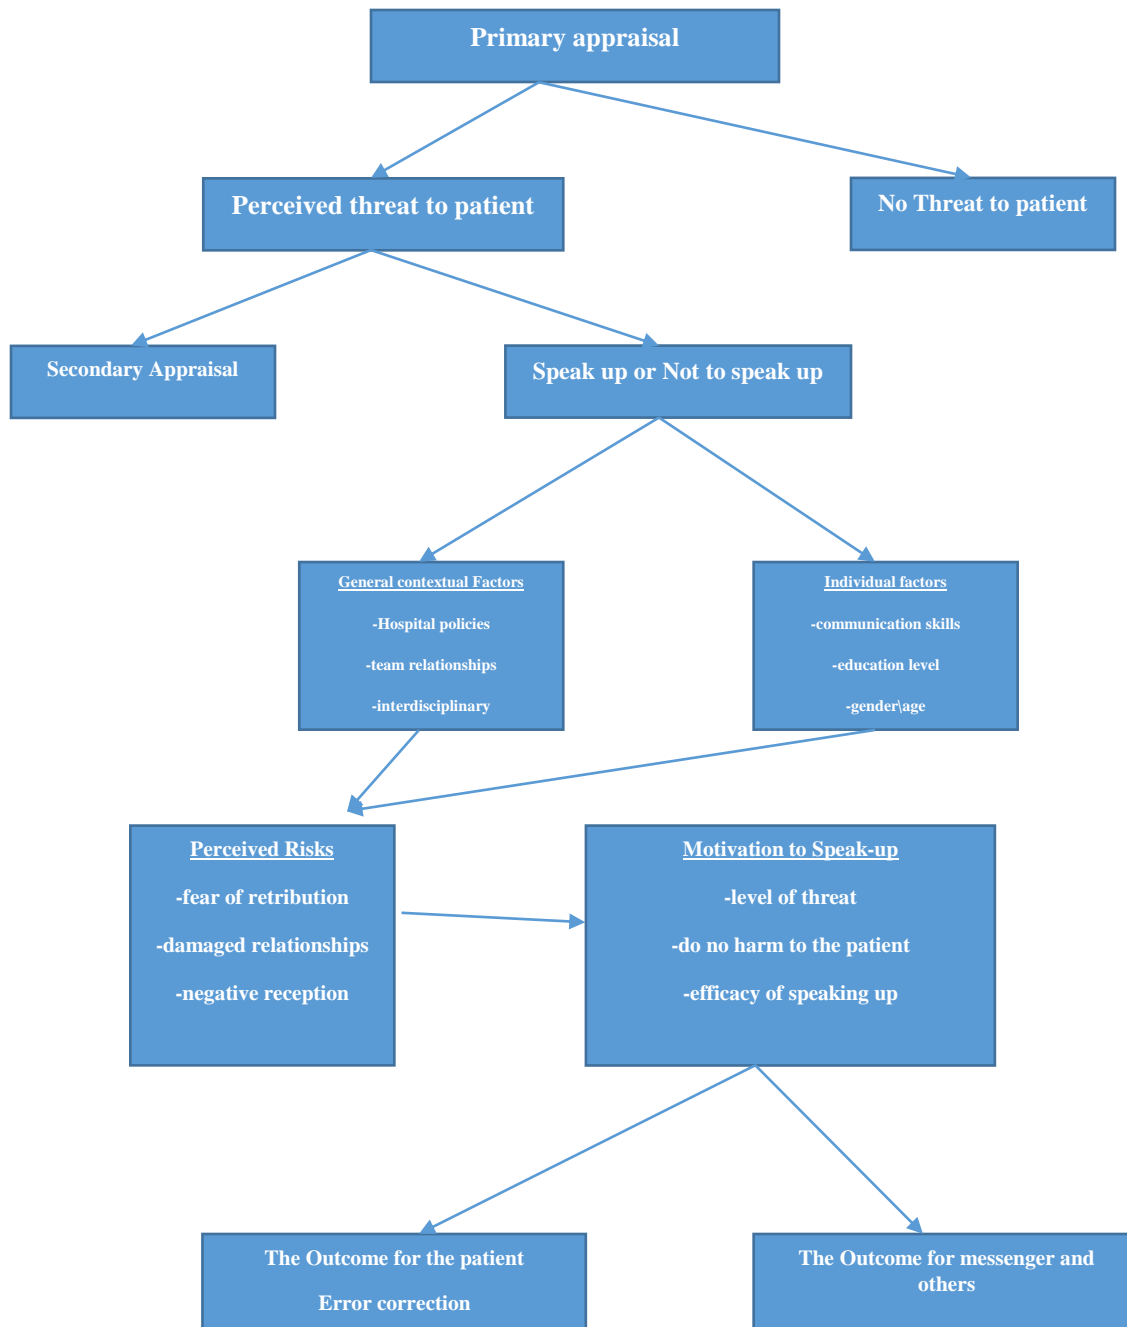 Primary appraisal
Perceived threat to patient
No Threat to patient
Secondary Appraisal
Speak up or Not to speak up
General contextual Factors
-Hospital policies
-team relationships
-interdisciplinary
Individual factors
-communication skills
-education level
-gender\age
Perceived Risks
-fear of retribution
-damaged relationships
-negative reception
Motivation to Speak-up
-level of threat
-do no harm to the patient
-efficacy of speaking up
The Outcome for the patient
Error correction
The Outcome for messenger and
others